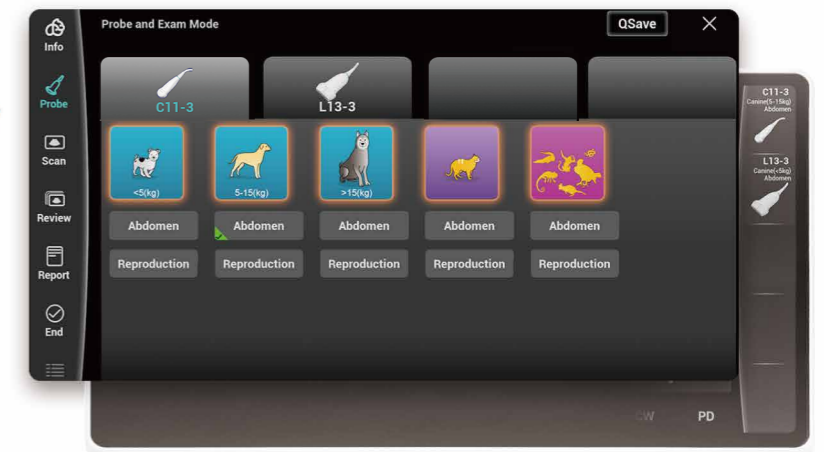 Probe and Exam Mode
QSave
Info
Probe
Scan
Review
Report
End
C11-3
L13-3
<5(kg)
5-15(kg)
>15(kg)
Abdomen
Abdomen
Abdomen
Abdomen
Abdomen
Reproduction
Reproduction
Reproduction
Reproduction
Reproduction
C11-3
Canine(5-15kg)
Abdomen
L13-3
Canine(<5kg)
Abdomen
CW
PD